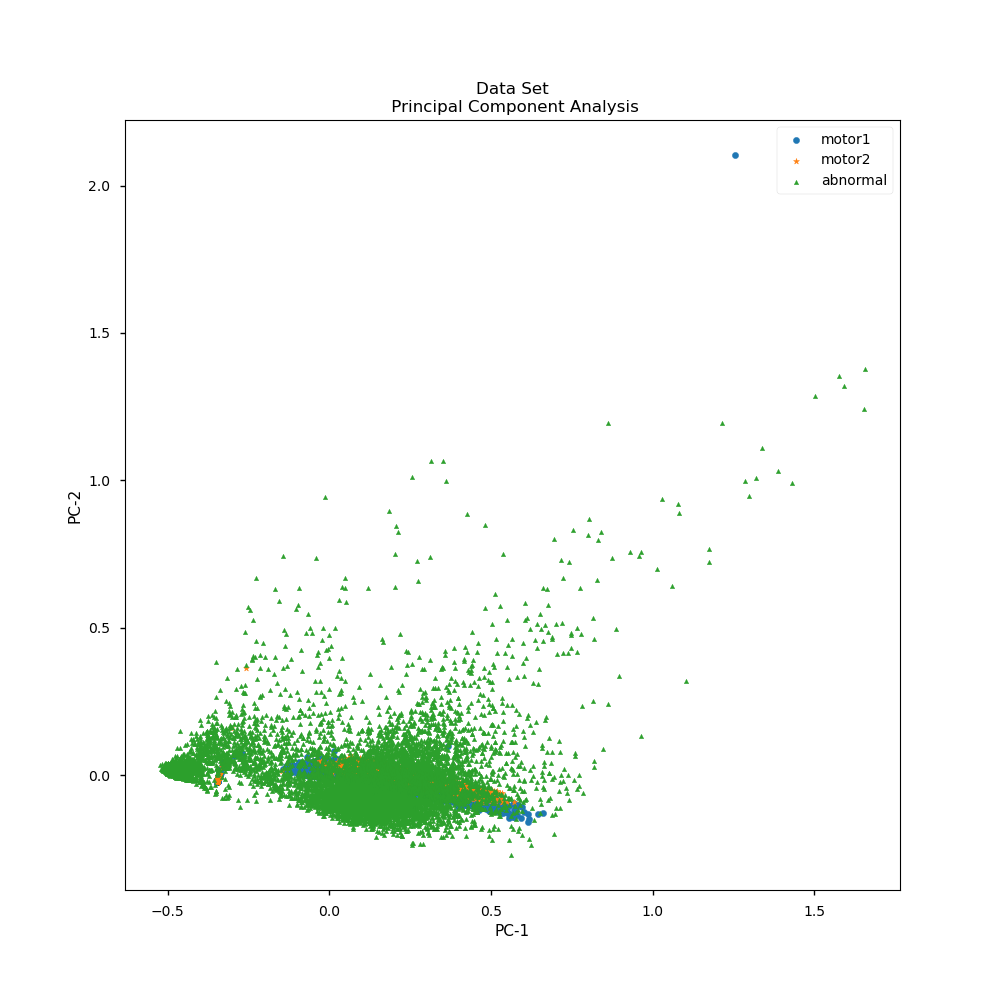 Data Set
Principal Component Analysis
motor1
motor2
abnormal
2.0
1.5
1.0
0.5
0.0
PC-2
−0.5
0.0
0.5
1.0
1.5
PC-1